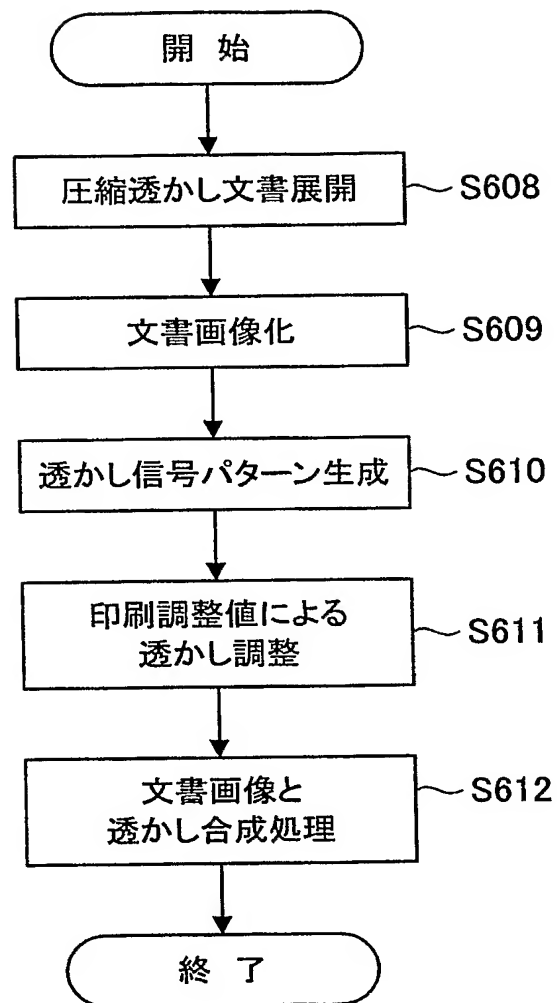 開 始
圧縮透かし文書展開
S608
文書画像化
S609
透かし信号パターン生成
S610
印刷調整値による
透かし調整
S611
文書画像と
透かし合成処理
S612
終 了